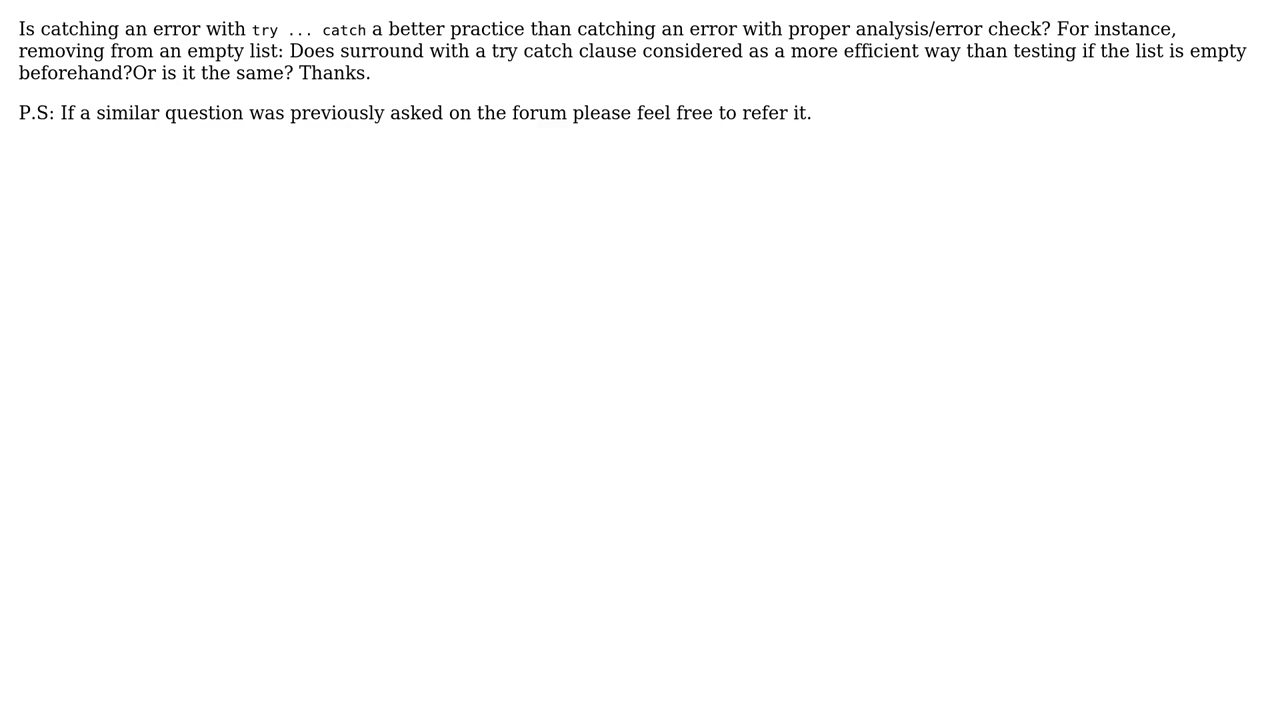 Is catching an error with try ... catch a better practice than catching an error with proper analysis/error check? For instance,
removing from an empty list: Does surround with a try catch clause considered as a more efficient way than testing if the list is empty
beforehand?Or is it the same? Thanks.
P.S: If a similar question was previously asked on the forum please feel free to refer it.